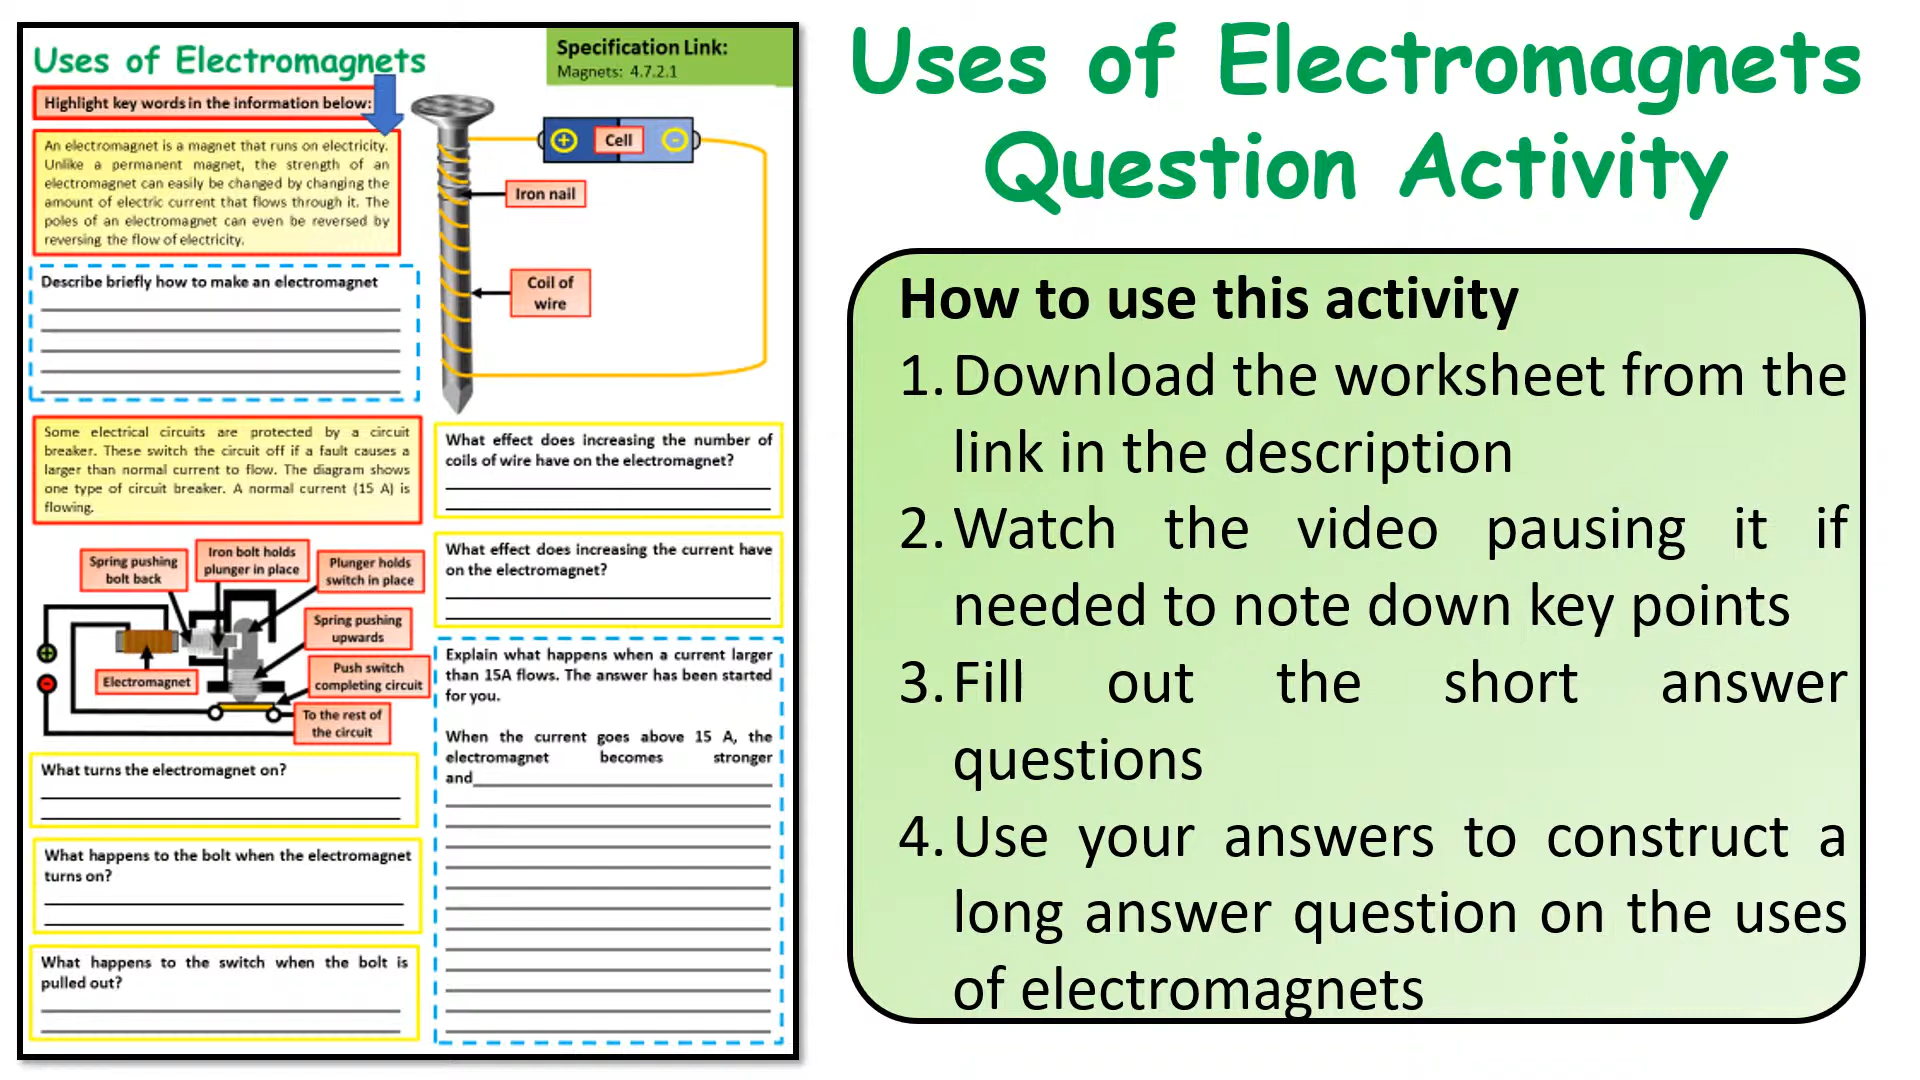 Uses of Electromagnets
Specification Link:
Magnets: 4.7.2.1
Highlight key words in the information below:
An electromagnet is a magnet that runs on electricity.
Unlike a permanent magnet, the strength of an
electromagnet can easily be changed by changing the
amount of electric current that flows through it. The
poles of an electromagnet can even be reversed by
reversing the flow of electricity.
+
Cell
-
Iron nail
Coil of
wire
Describe briefly how to make an electromagnet
Some electrical circuits are protected by a circuit
breaker. These switch the circuit off if a fault causes a
larger than normal current to flow. The diagram shows
one type of circuit breaker. A normal current (15 A) is
flowing.
Spring pushing
bolt back
Iron bolt holds
plunger in place
Plunger holds
switch in place
Spring pushing
upwards
Push switch
completing circuit
To the rest of
the circuit
Electromagnet
+
-
What turns the electromagnet on?
What happens to the bolt when the electromagnet
turns on?
What happens to the switch when the bolt is
pulled out?
What effect does increasing the number of
coils of wire have on the electromagnet?
What effect does increasing the current have
on the electromagnet?
Explain what happens when a current larger
than 15A flows. The answer has been started
for you.
When the current goes above 15 A, the
electromagnet becomes stronger
and
Uses of Electromagnets
Question Activity
How to use this activity
1. Download the worksheet from the
link in the description
2. Watch the video pausing it if
needed to note down key points
3. Fill out the short answer
questions
4. Use your answers to construct a
long answer question on the uses
of electromagnets